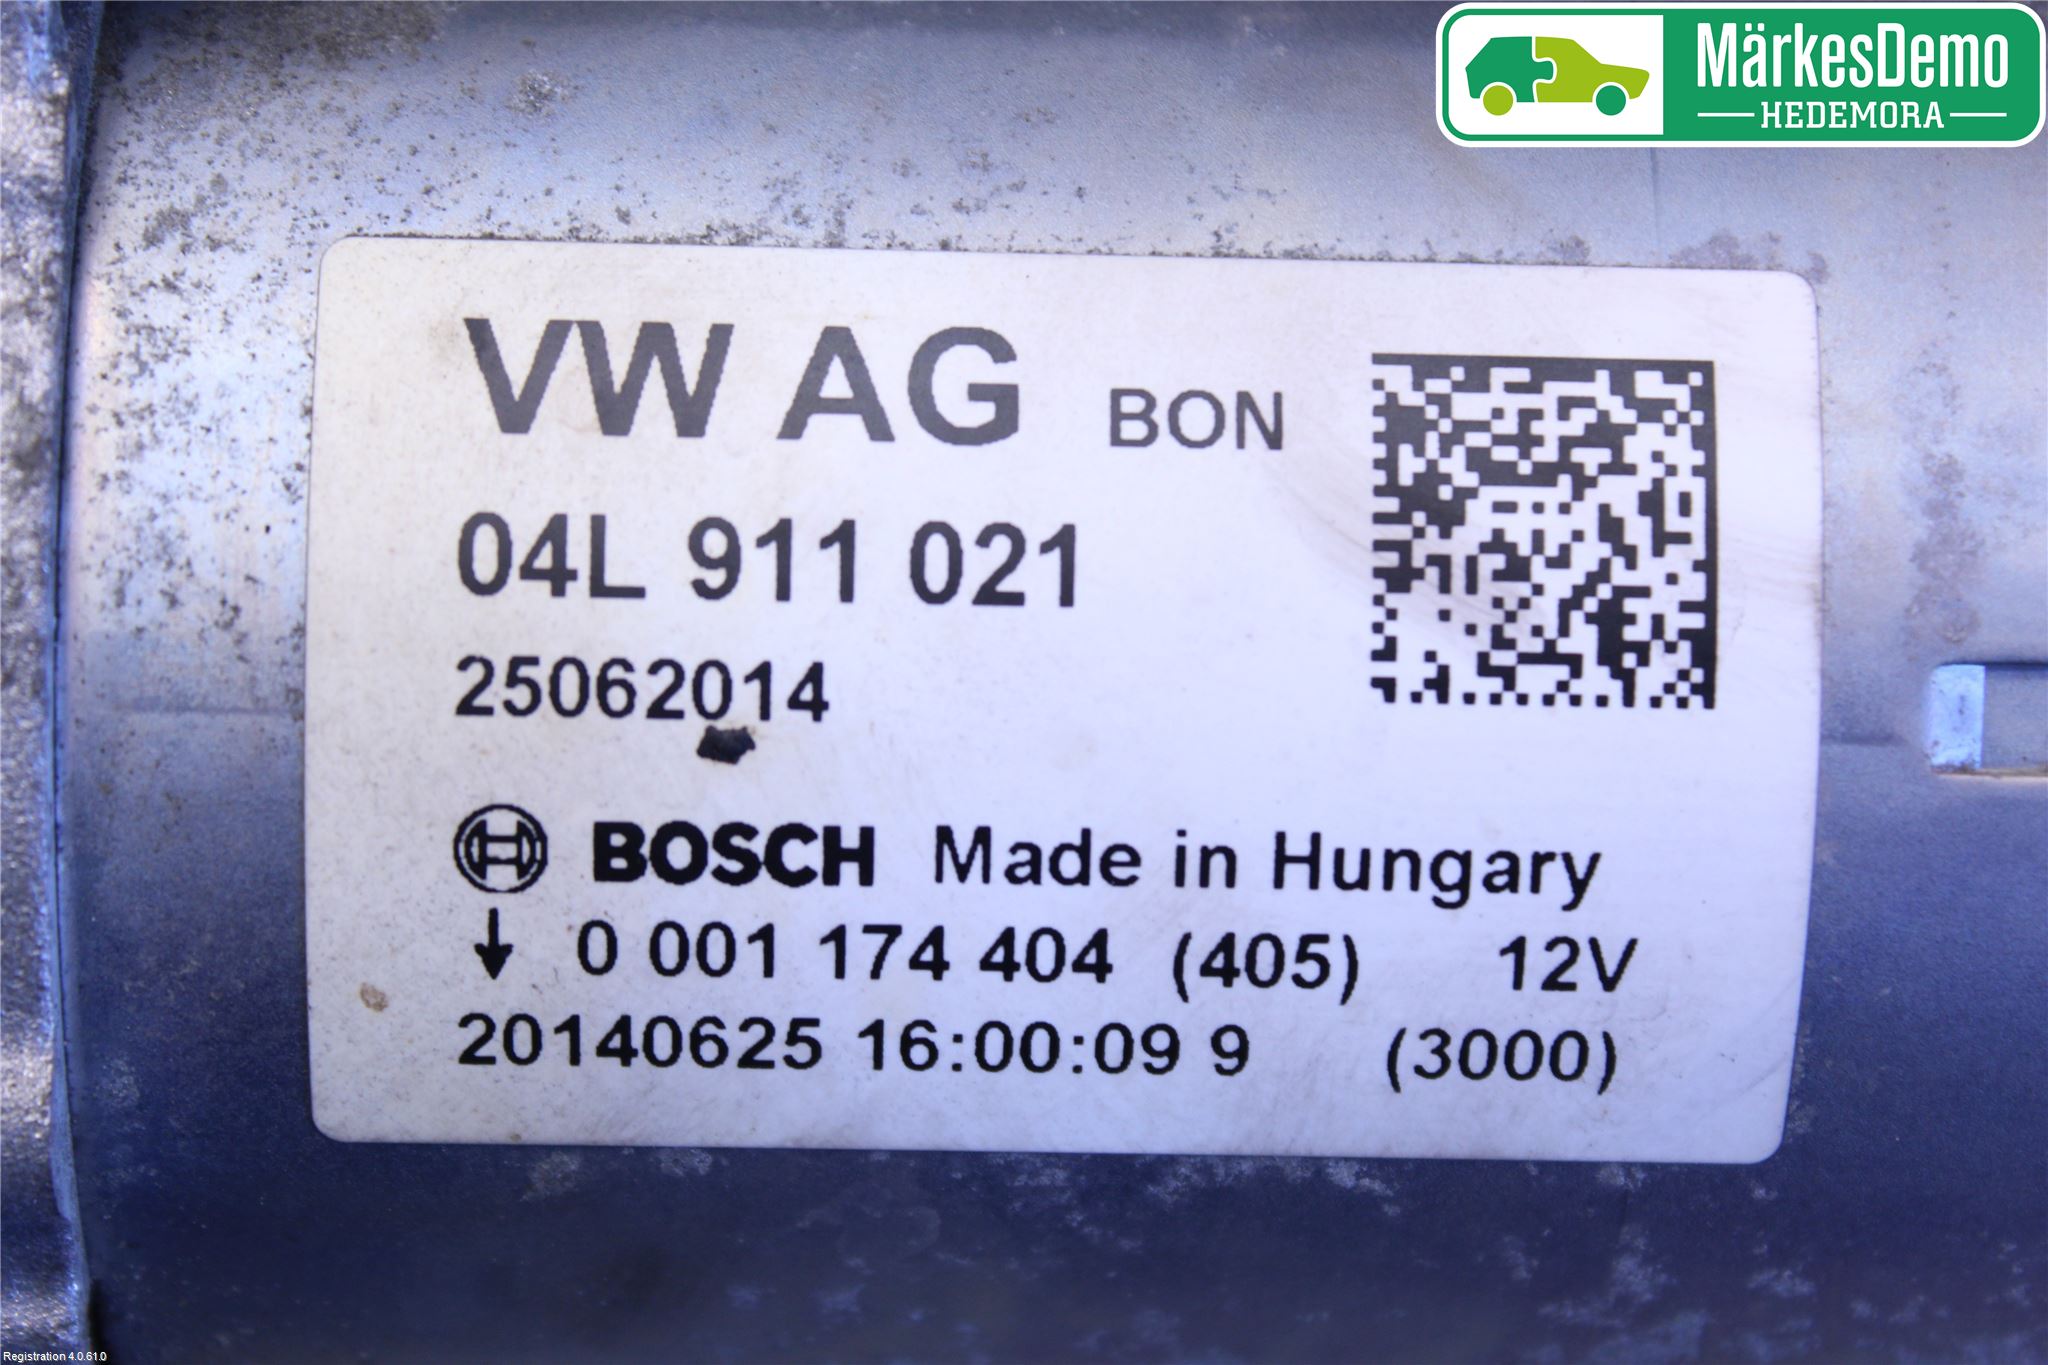 MärkesDemo
HEDEMORA
VW AG BON
04L 911 021
25062014
BOSCH Made in Hungary
↓ 0 001 174 404 (405) 12V
20140625 16:00:09 9 (3000)
Registration 4.0.61.0